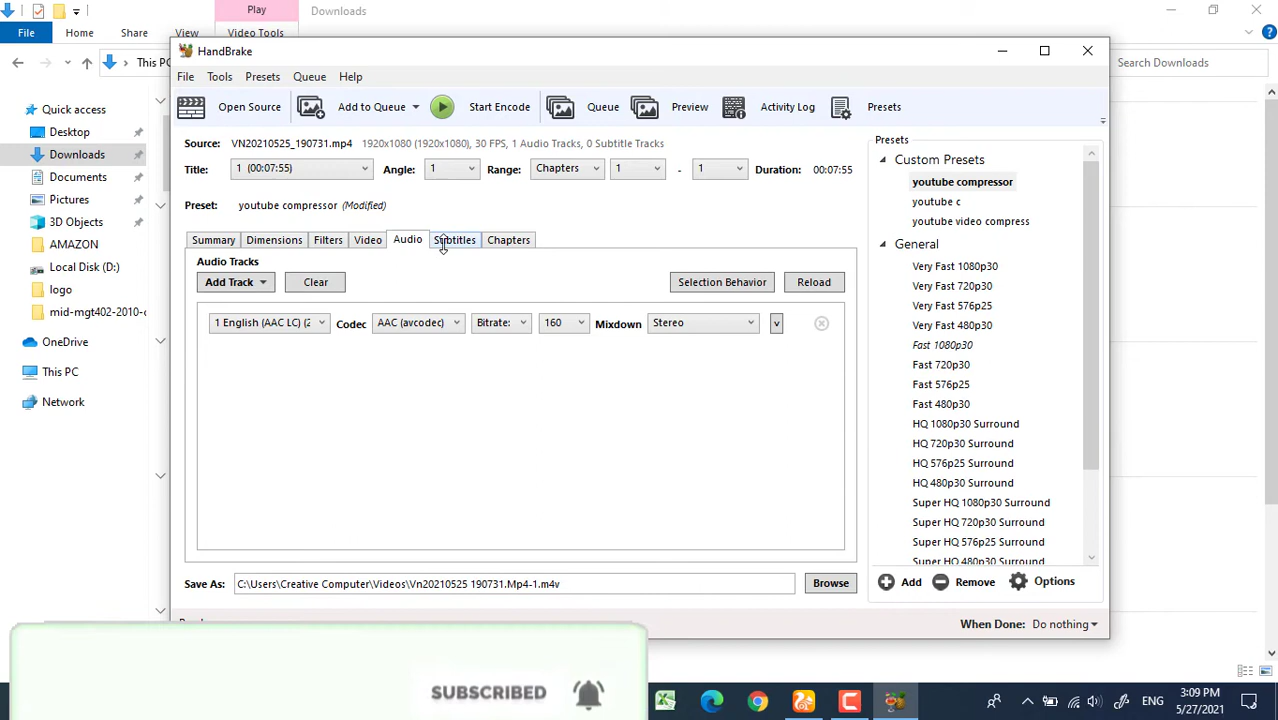 Play
Downloads
File
Home
Share
View
Video Tools
This PC
Search Downloads
Quick access
Desktop
Downloads
Documents
Pictures
3D Objects
AMAZON
Local Disk (D:)
logo
mid-mgt402-2010-c
OneDrive
This PC
Network
HandBrake
File Tools Presets Queue Help
Open Source
Add to Queue
Start Encode
Queue
Preview
Activity Log
Presets
Source: VN20210525_190731.mp4 1920x1080 (1920x1080), 30 FPS, 1 Audio Tracks, 0 Subtitle Tracks
Title: 1 (00:07:55) Angle: 1 Range: Chapters 1 - 1 Duration: 00:07:55
Preset: youtube compressor (Modified)
Summary Dimensions Filters Video Audio Subtitles Chapters
Audio Tracks
Add Track Clear Selection Behavior Reload
1 English (AAC LC) (2 Codec AAC (avcodec) Bitrate: 160 Mixdown Stereo v
Save As: C:\Users\Creative Computer\Videos\Vn20210525 190731.Mp4-1.m4v Browse
Presets
Custom Presets
youtube compressor
youtube c
youtube video compress
General
Very Fast 1080p30
Very Fast 720p30
Very Fast 576p25
Very Fast 480p30
Fast 1080p30
Fast 720p30
Fast 576p25
Fast 480p30
HQ 1080p30 Surround
HQ 720p30 Surround
HQ 576p25 Surround
HQ 480p30 Surround
Super HQ 1080p30 Surround
Super HQ 720p30 Surround
Super HQ 576p25 Surround
Super HQ 480p30 Surround
Add Remove Options
When Done: Do nothing
SUBSCRIBED
ENG
3:09 PM
5/27/2021